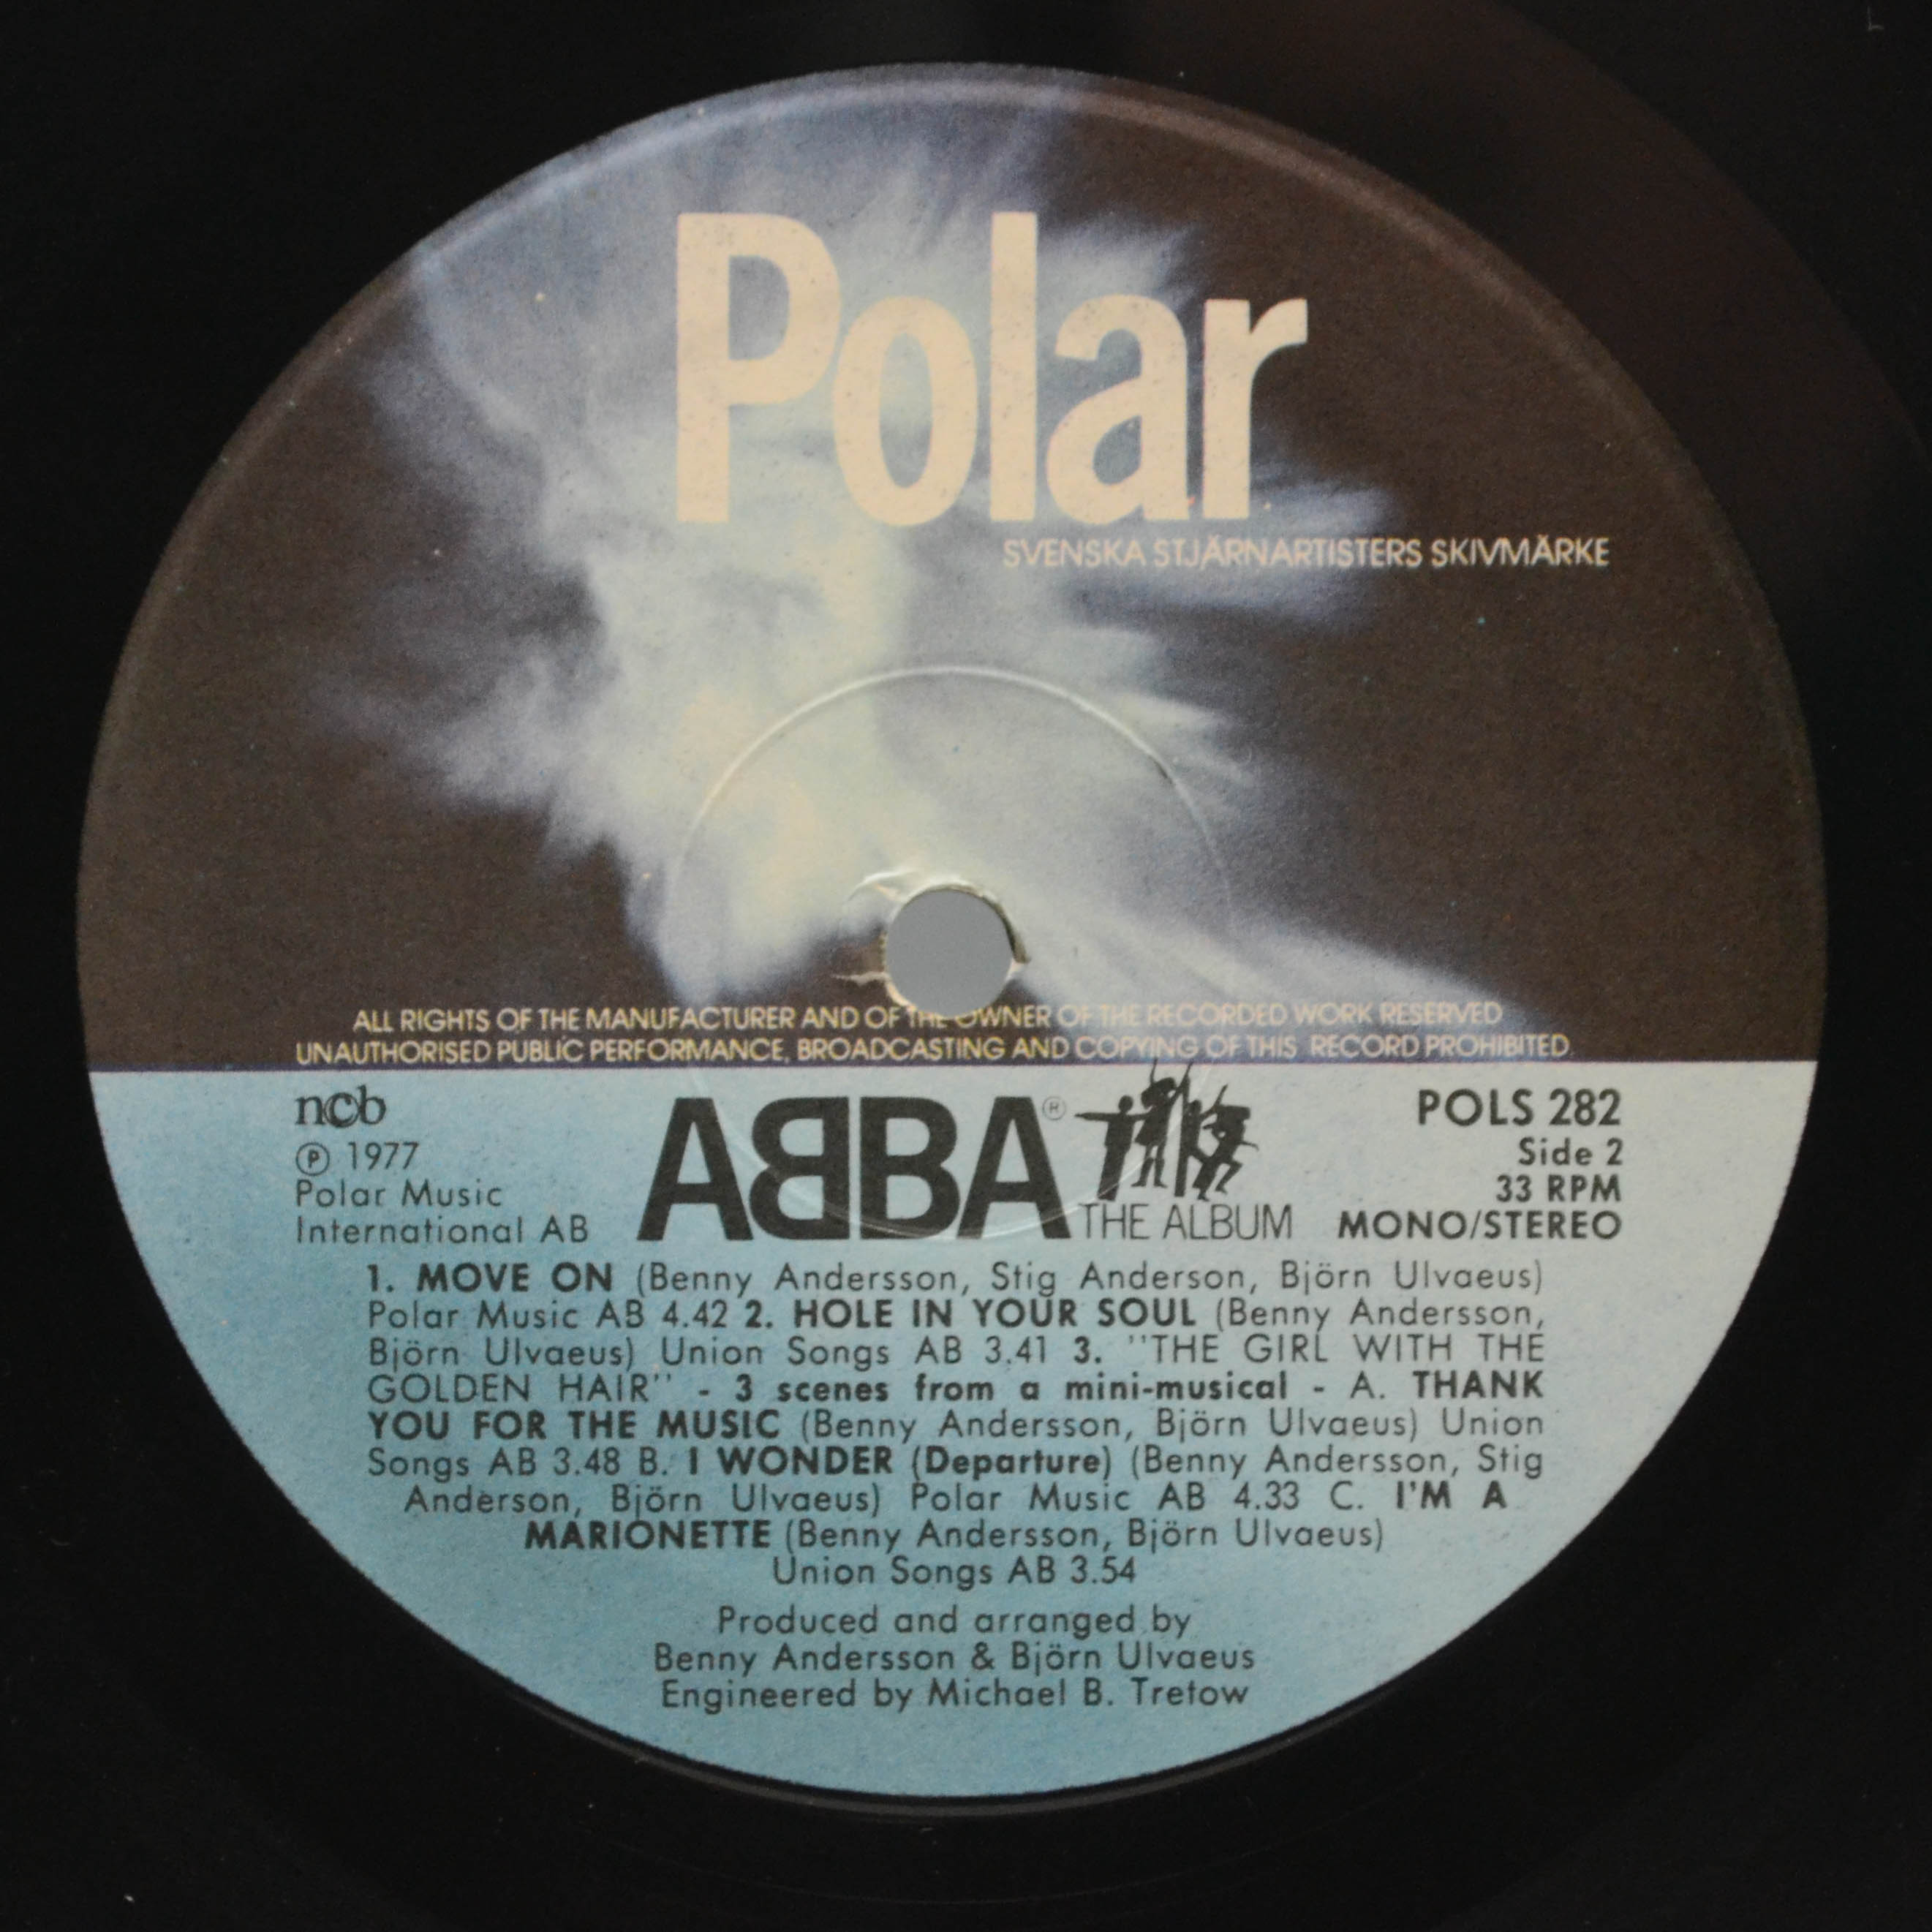 Polar
SVENSKA STJÄRNARTISTERS SKIVMÄRKE
ALL RIGHTS OF THE MANUFACTURER AND OF THE OWNER OF THE RECORDED WORK RESERVED
UNAUTHORISED PUBLIC PERFORMANCE, BROADCASTING AND COPYING OF THIS RECORD PROHIBITED
ncb
℗ 1977
Polar Music
International AB
ABBA®
THE ALBUM
POLS 282
Side 2
33 RPM
MONO/STEREO
1. MOVE ON (Benny Andersson, Stig Anderson, Björn Ulvaeus)
Polar Music AB 4.42 2. HOLE IN YOUR SOUL (Benny Andersson,
Björn Ulvaeus) Union Songs AB 3.41 3. "THE GIRL WITH THE
GOLDEN HAIR" - 3 scenes from a mini-musical - A. THANK
YOU FOR THE MUSIC (Benny Andersson, Björn Ulvaeus) Union
Songs AB 3.48 B. I WONDER (Departure) (Benny Andersson, Stig
Anderson, Björn Ulvaeus) Polar Music AB 4.33 C. I'M A
MARIONETTE (Benny Andersson, Björn Ulvaeus)
Union Songs AB 3.54
Produced and arranged by
Benny Andersson & Björn Ulvaeus
Engineered by Michael B. Tretow